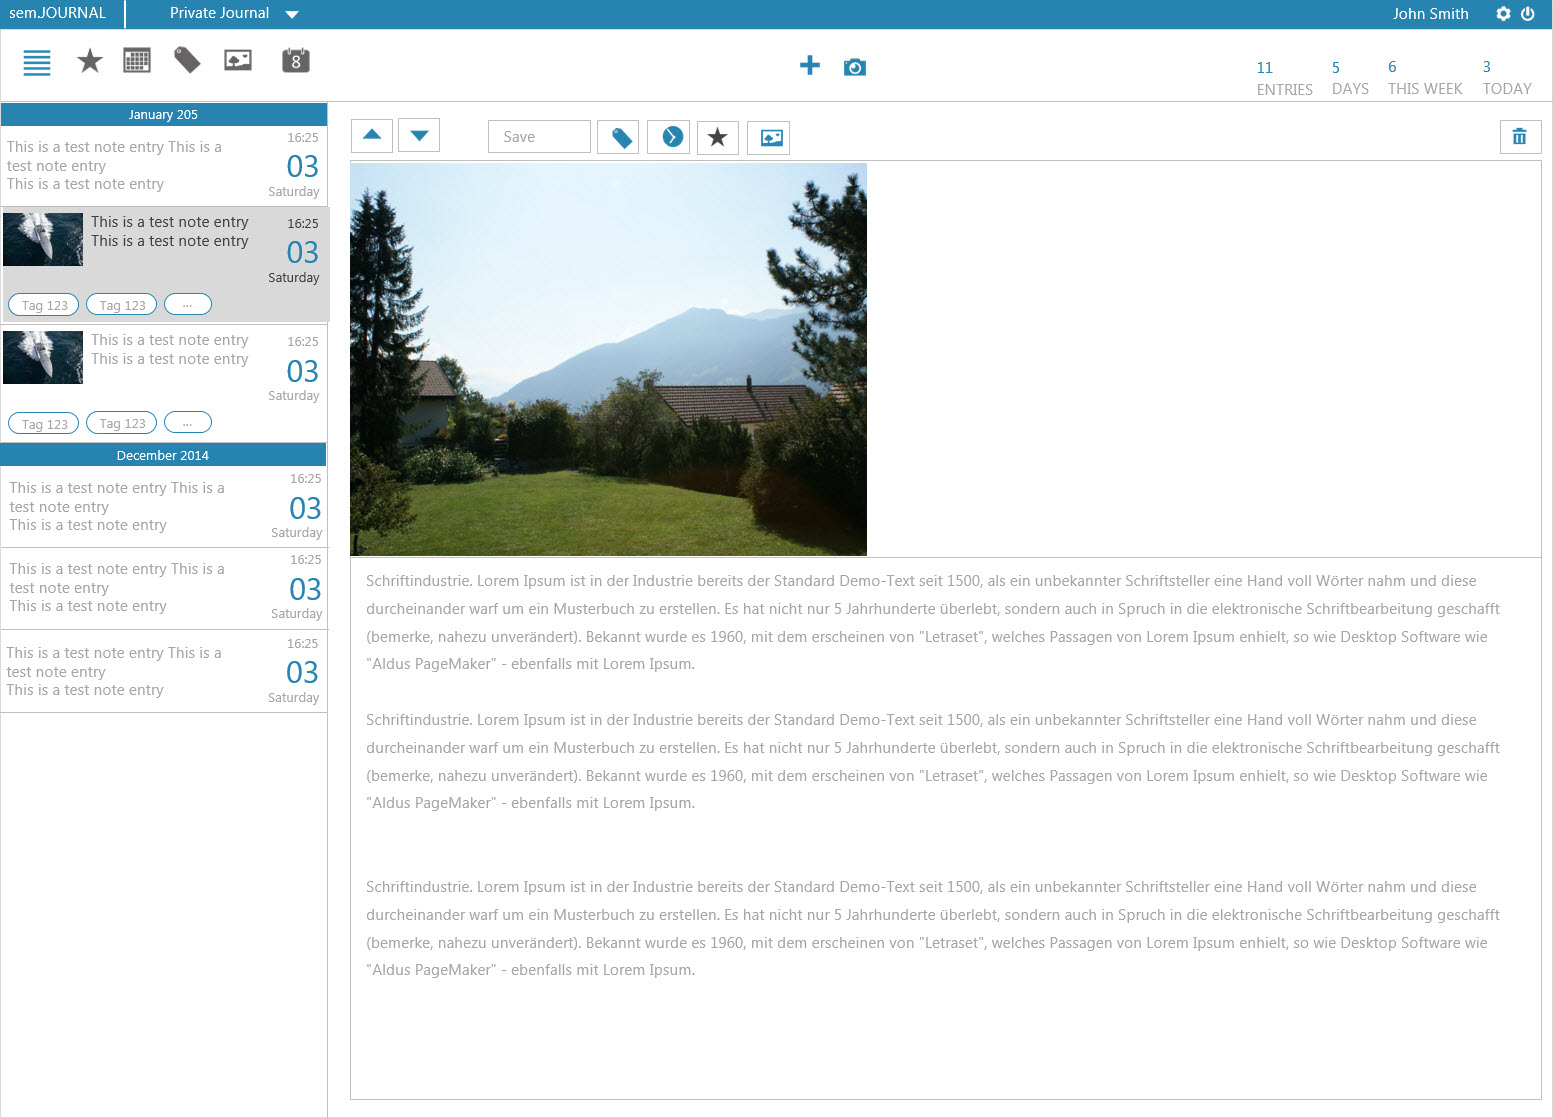 sem.JOURNAL
Private Journal
John Smith
8
11
ENTRIES
5
DAYS
6
THIS WEEK
3
TODAY
January 205
This is a test note entry This is a
test note entry
This is a test note entry
16:25
03
Saturday
This is a test note entry
This is a test note entry
16:25
03
Saturday
Tag 123
Tag 123
...
This is a test note entry
This is a test note entry
16:25
03
Saturday
Tag 123
Tag 123
...
December 2014
This is a test note entry This is a
test note entry
This is a test note entry
16:25
03
Saturday
This is a test note entry This is a
test note entry
This is a test note entry
16:25
03
Saturday
This is a test note entry This is a
test note entry
This is a test note entry
16:25
03
Saturday
Save
Schriftindustrie. Lorem Ipsum ist in der Industrie bereits der Standard Demo-Text seit 1500, als ein unbekannter Schriftsteller eine Hand voll Wörter nahm und diese
durcheinander warf um ein Musterbuch zu erstellen. Es hat nicht nur 5 Jahrhunderte überlebt, sondern auch in Spruch in die elektronische Schriftbearbeitung geschafft
(bemerke, nahezu unverändert). Bekannt wurde es 1960, mit dem erscheinen von "Letraset", welches Passagen von Lorem Ipsum enhielt, so wie Desktop Software wie
"Aldus PageMaker" - ebenfalls mit Lorem Ipsum.
Schriftindustrie. Lorem Ipsum ist in der Industrie bereits der Standard Demo-Text seit 1500, als ein unbekannter Schriftsteller eine Hand voll Wörter nahm und diese
durcheinander warf um ein Musterbuch zu erstellen. Es hat nicht nur 5 Jahrhunderte überlebt, sondern auch in Spruch in die elektronische Schriftbearbeitung geschafft
(bemerke, nahezu unverändert). Bekannt wurde es 1960, mit dem erscheinen von "Letraset", welches Passagen von Lorem Ipsum enhielt, so wie Desktop Software wie
"Aldus PageMaker" - ebenfalls mit Lorem Ipsum.
Schriftindustrie. Lorem Ipsum ist in der Industrie bereits der Standard Demo-Text seit 1500, als ein unbekannter Schriftsteller eine Hand voll Wörter nahm und diese
durcheinander warf um ein Musterbuch zu erstellen. Es hat nicht nur 5 Jahrhunderte überlebt, sondern auch in Spruch in die elektronische Schriftbearbeitung geschafft
(bemerke, nahezu unverändert). Bekannt wurde es 1960, mit dem erscheinen von "Letraset", welches Passagen von Lorem Ipsum enhielt, so wie Desktop Software wie
"Aldus PageMaker" - ebenfalls mit Lorem Ipsum.